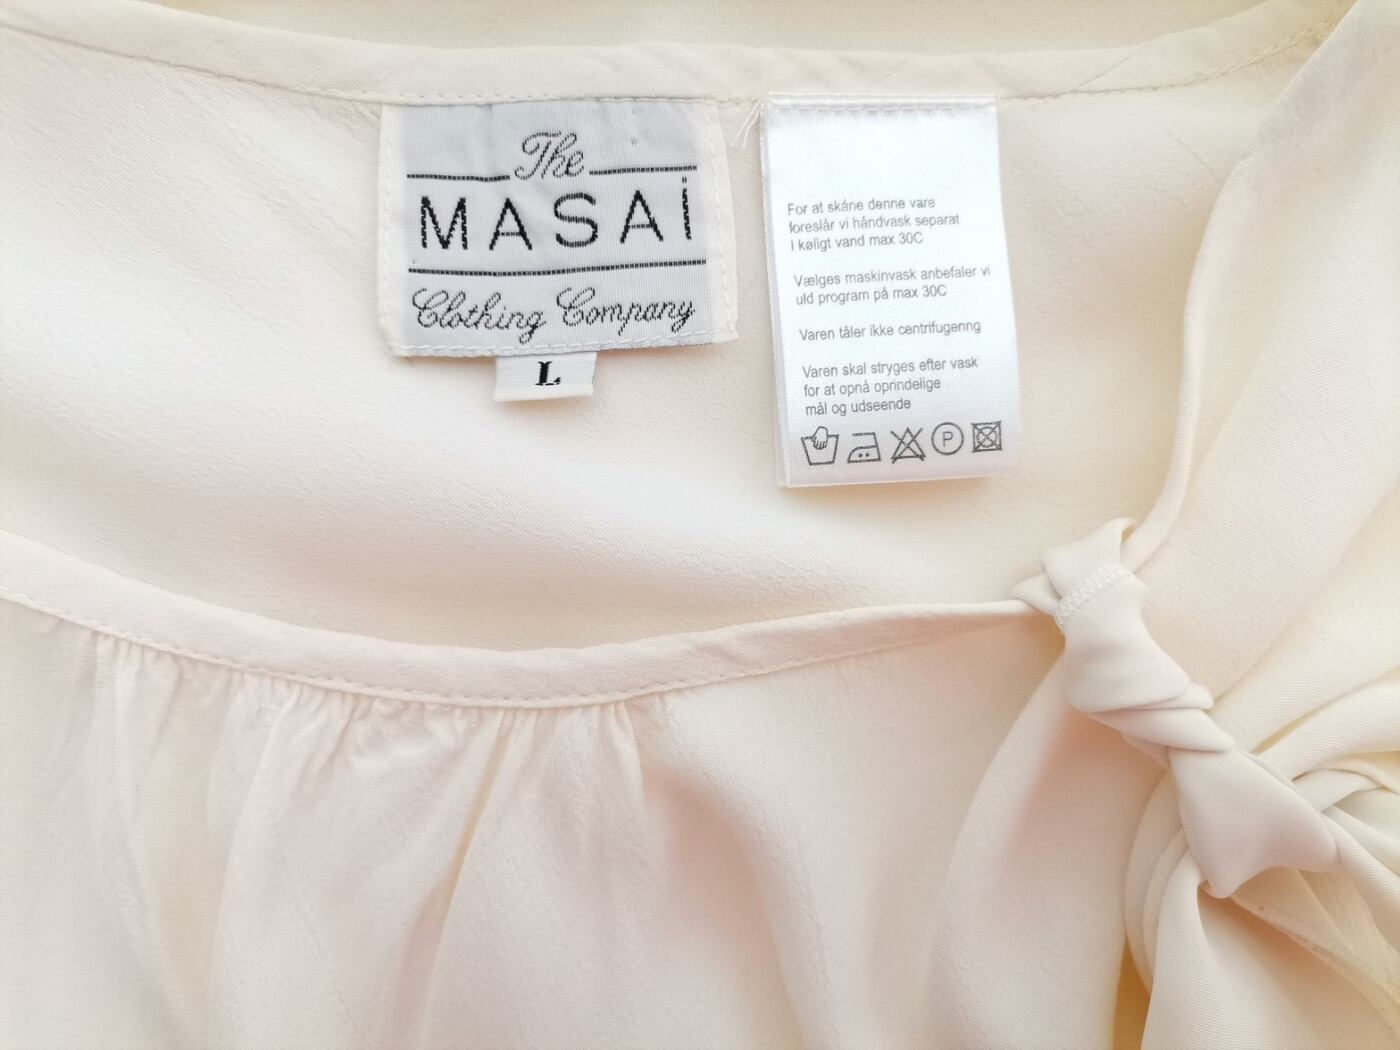 The
MASAi
Clothing Company
L
For at skåne denne vare
foreslår vi håndvask separat
I køligt vand max 30C
Vælges maskinvask anbefaler vi
uld program på max 30C
Varen tåler ikke centrifugenng
Varen skal stryges efter vask
for at opnå oprindelige
mål og udseende
P